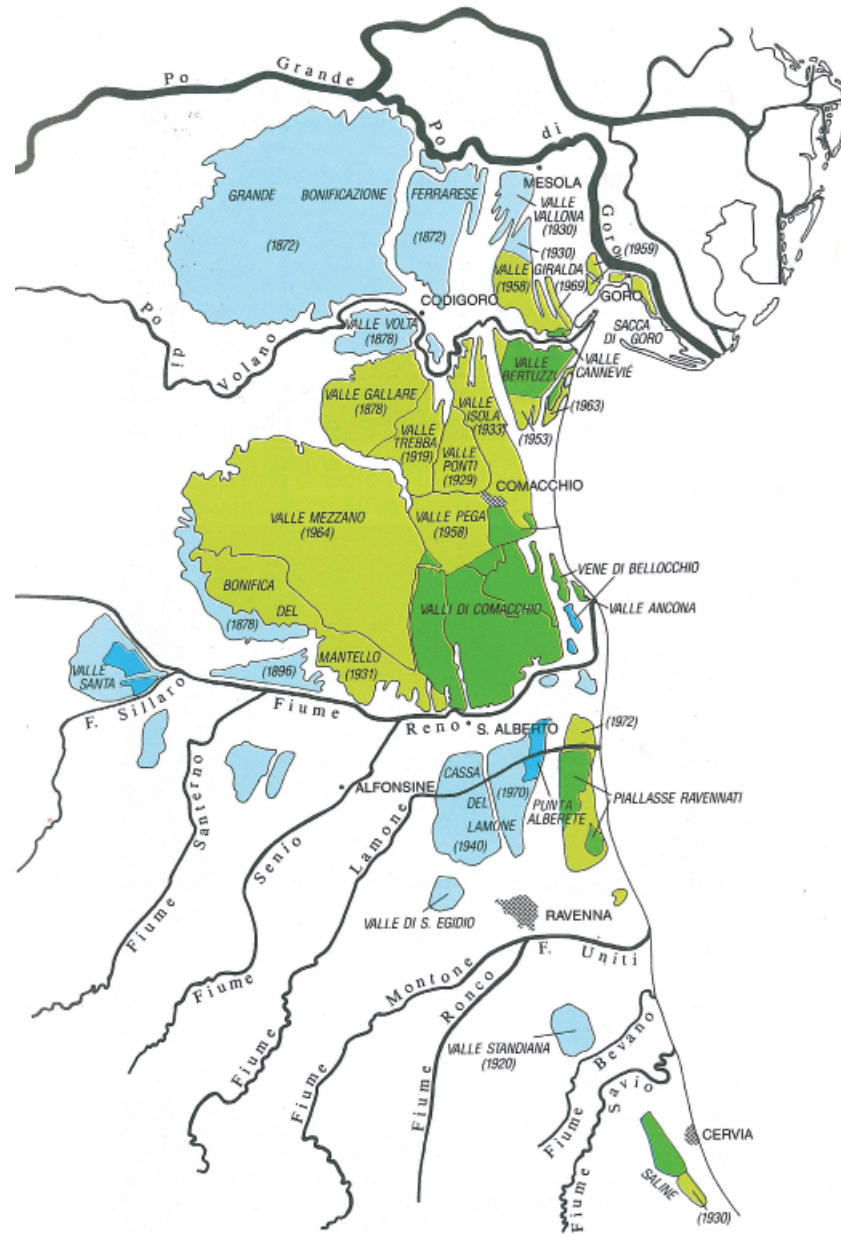 Po Grande
Po di Goro
MESOLA
GRANDE BONIFICAZIONE FERRARESE
(1872)
(1872)
VALLE
VALLONA
(1930)
(1930)
(1959)
VALLE GIRALDA
(1958)
(1969)
GORO
CODIGORO
SACCA
DI GORO
Po di Volano
VALLE VOLTA
(1878)
VALLE
BERTUZZI
VALLE
CANNEVIÈ
(1963)
(1953)
VALLE GALLARE
(1878)
VALLE
ISOLA
(1933)
VALLE
TREBBA
(1919)
VALLE
PONTI
(1929)
COMACCHIO
VALLE MEZZANO
(1964)
VALLE PEGA
(1958)
VENE DI BELLOCCHIO
BONIFICA
DEL
MANTELLO
(1931)
(1878)
VALLI DI COMACCHIO
VALLE ANCONA
VALLE
SANTA
(1896)
F. Sillaro
Fiume Reno
S. ALBERTO
(1972)
ALFONSINE
CASSA
DEL
LAMONE
(1940)
(1970)
PUNTA
ALBERETE
PIALLASSE RAVENNATI
Fiume Santerno
Fiume Senio
Fiume Lamone
VALLE DI S. EGIDIO
RAVENNA
F. Uniti
Fiume Montone
Fiume Ronco
VALLE STANDIANA
(1920)
Fiume Bevano
Fiume Savio
CERVIA
SALINE
(1930)